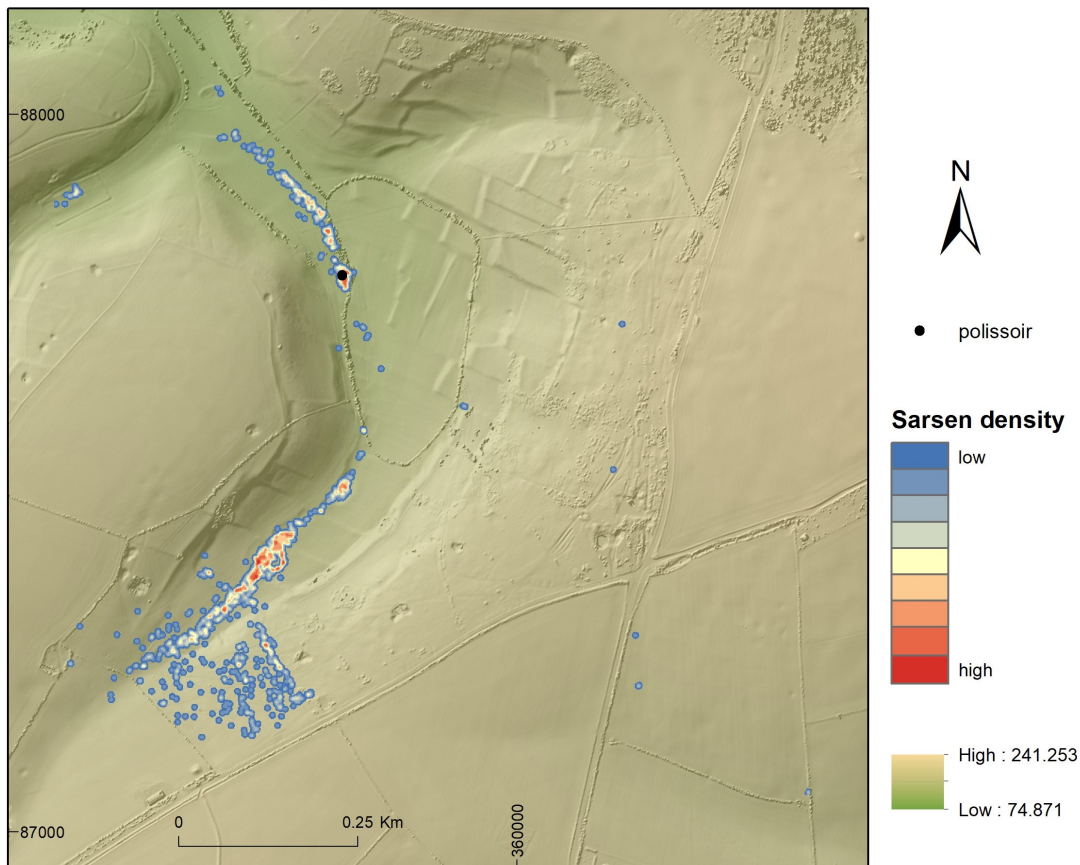 88000
87000
0 0.25 Km
360000
N
polissoir
Sarsen density
low
high
High : 241.253
Low : 74.871